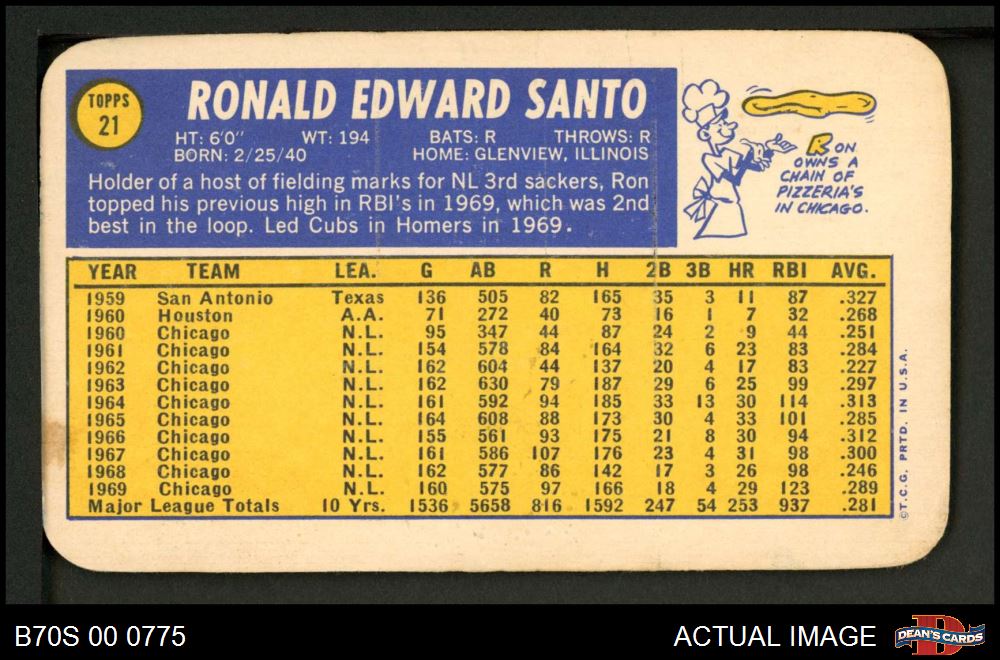 TOPPS
21
RONALD EDWARD SANTO
HT: 6'0" WT: 194 BATS: R THROWS: R
BORN: 2/25/40 HOME: GLENVIEW, ILLINOIS
Holder of a host of fielding marks for NL 3rd sackers, Ron
topped his previous high in RBI's in 1969, which was 2nd
best in the loop. Led Cubs in Homers in 1969.
RON
OWNS A
CHAIN OF
PIZZERIA'S
IN CHICAGO.
YEAR TEAM LEA. G AB R H 2B 3B HR RBI AVG.
1959 San Antonio Texas 136 505 82 165 35 3 11 87 .327
1960 Houston A.A. 71 272 40 73 16 1 7 32 .268
1960 Chicago N.L. 95 347 44 87 24 2 9 44 .251
1961 Chicago N.L. 154 578 84 164 32 6 23 83 .284
1962 Chicago N.L. 162 604 44 137 20 4 17 83 .227
1963 Chicago N.L. 162 630 79 187 29 6 25 99 .297
1964 Chicago N.L. 161 592 94 185 33 13 30 114 .313
1965 Chicago N.L. 164 608 88 173 30 4 33 101 .285
1966 Chicago N.L. 155 561 93 175 21 8 30 94 .312
1967 Chicago N.L. 161 586 107 176 23 4 31 98 .300
1968 Chicago N.L. 162 577 86 142 17 3 26 98 .246
1969 Chicago N.L. 160 575 97 166 18 4 29 123 .289
Major League Totals 10 Yrs. 1536 5658 816 1592 247 54 253 937 .281
©T.C.G. PRTD. IN U.S.A.
B70S 00 0775
ACTUAL IMAGE
DEAN'S CARDS